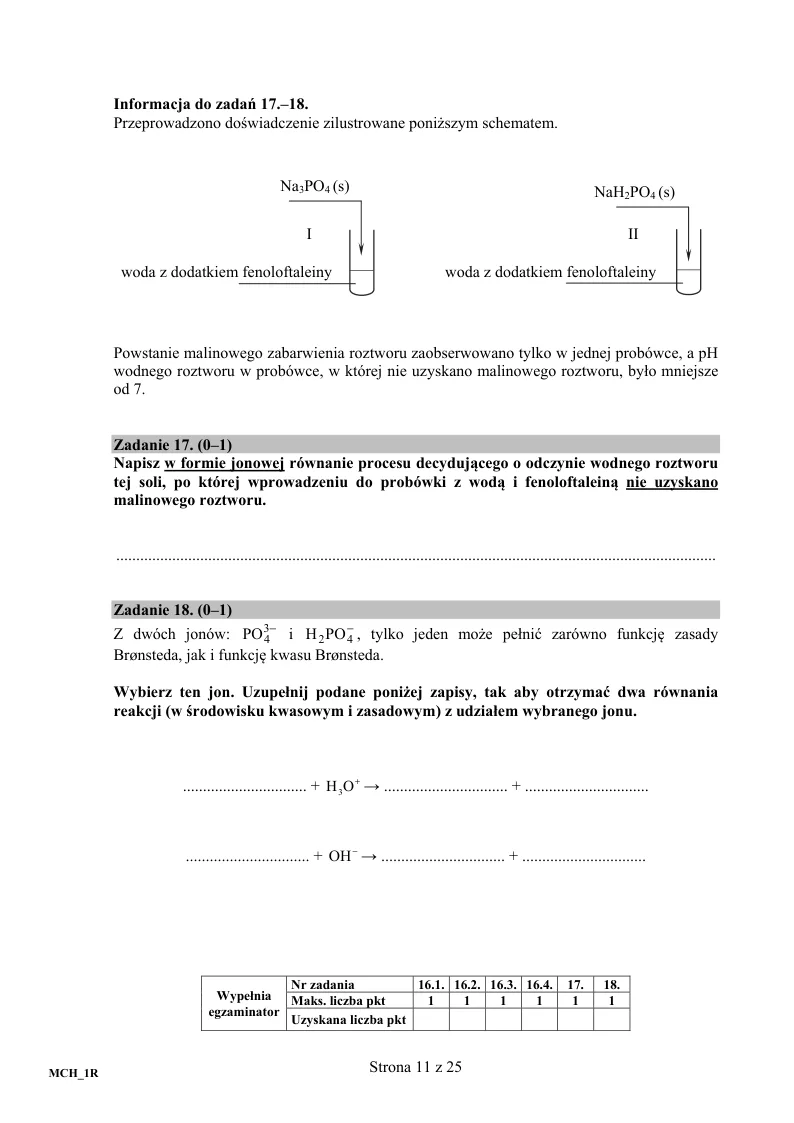 Informacja do zadań 17.–18.
Przeprowadzono doświadczenie zilustrowane poniższym schematem.
Na₃PO₄ (s)
NaH₂PO₄ (s)
I
II
woda z dodatkiem fenoloftaleiny
woda z dodatkiem fenoloftaleiny
Powstanie malinowego zabarwienia roztworu zaobserwowano tylko w jednej probówce, a pH
wodnego roztworu w probówce, w której nie uzyskano malinowego roztworu, było mniejsze
od 7.
Zadanie 17. (0–1)
Napisz w formie jonowej równanie procesu decydującego o odczynie wodnego roztworu
tej soli, po której wprowadzeniu do probówki z wodą i fenoloftaleiną nie uzyskano
malinowego roztworu.
......................................................................................................................................................
Zadanie 18. (0–1)
Z dwóch jonów: PO₄³⁻ i H₂PO₄⁻, tylko jeden może pełnić zarówno funkcję zasady
Brønsteda, jak i funkcję kwasu Brønsteda.
Wybierz ten jon. Uzupełnij podane poniżej zapisy, tak aby otrzymać dwa równania
reakcji (w środowisku kwasowym i zasadowym) z udziałem wybranego jonu.
............................... + H₃O⁺ → ............................... + ...............................
............................... + OH⁻ → ............................... + ...............................
Wypełnia egzaminator
Nr zadania 16.1. 16.2. 16.3. 16.4. 17. 18.
Maks. liczba pkt 1 1 1 1 1 1
Uzyskana liczba pkt
MCH_1R
Strona 11 z 25